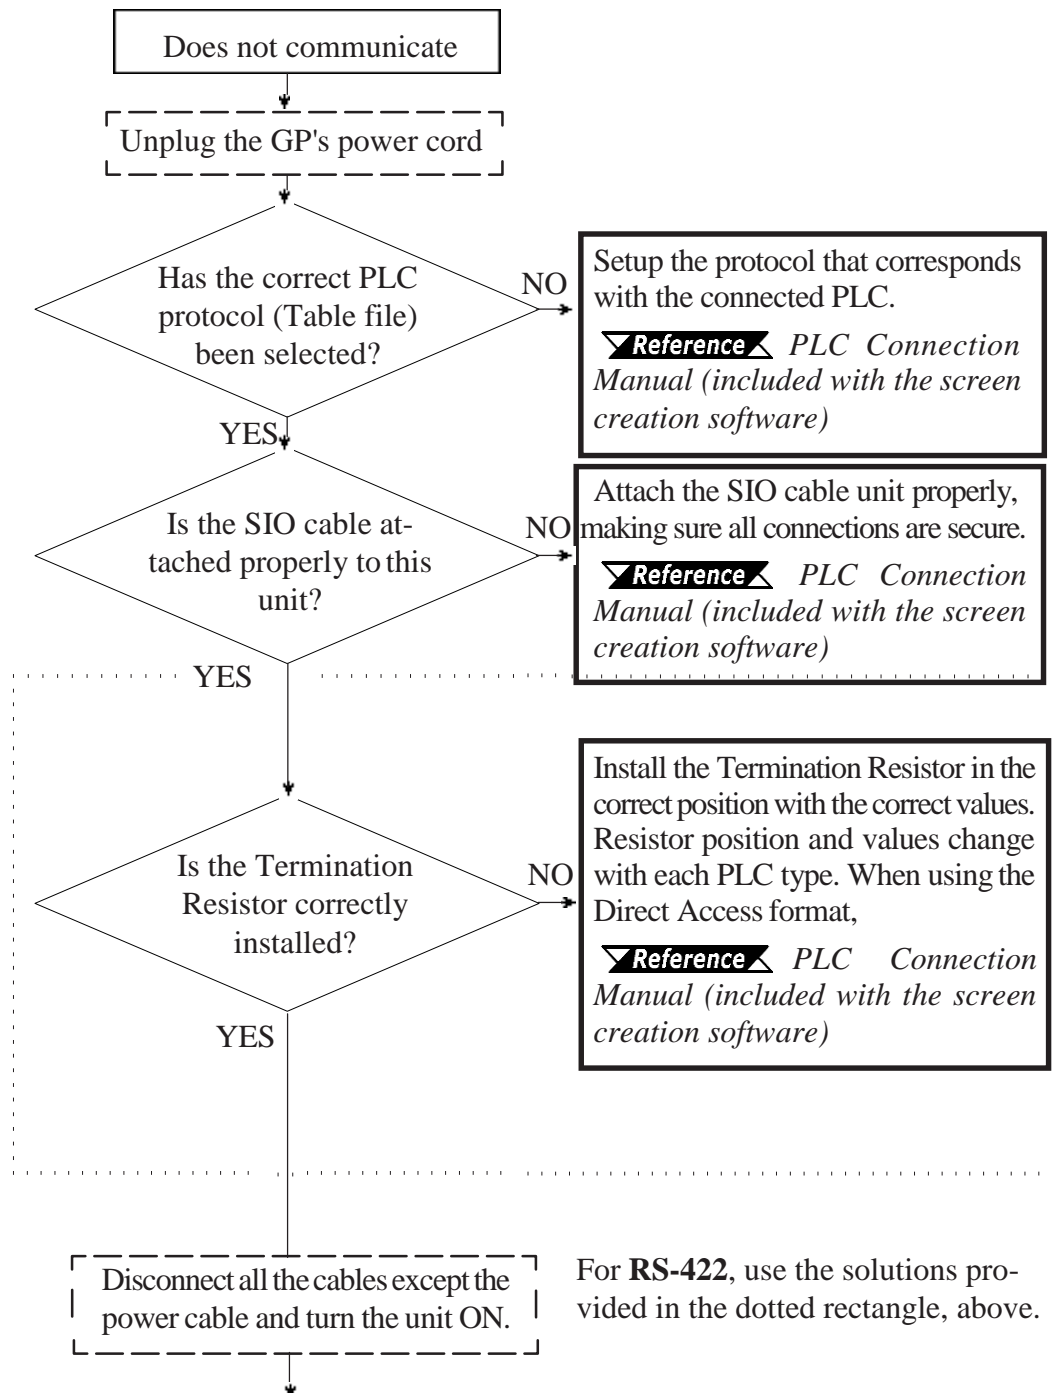 Does not communicate
Unplug the GP's power cord
Has the correct PLC
protocol (Table file)
been selected?
NO
Setup the protocol that corresponds
with the connected PLC.
Reference PLC Connection
Manual (included with the screen
creation software)
YES
Is the SIO cable at-
tached properly to this
unit?
NO
Attach the SIO cable unit properly,
making sure all connections are secure.
Reference PLC Connection
Manual (included with the screen
creation software)
YES
Is the Termination
Resistor correctly
installed?
NO
Install the Termination Resistor in the
correct position with the correct values.
Resistor position and values change
with each PLC type. When using the
Direct Access format,
Reference PLC Connection
Manual (included with the screen
creation software)
YES
Disconnect all the cables except the
power cable and turn the unit ON.
For RS-422, use the solutions pro-
vided in the dotted rectangle, above.